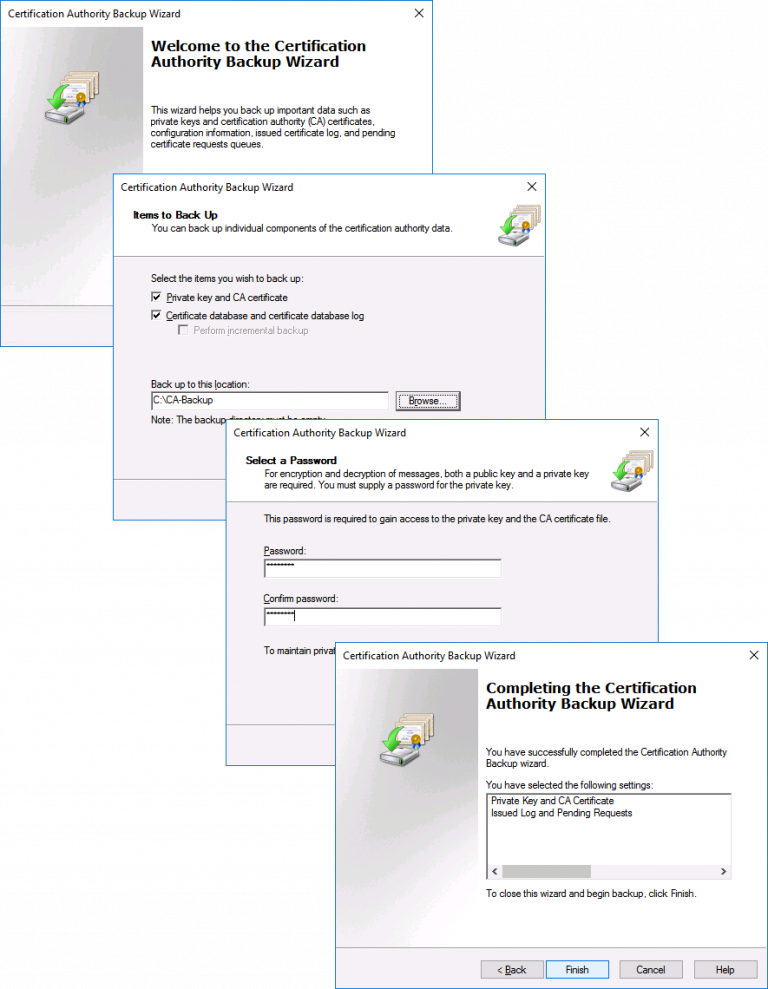 Certification Authority Backup Wizard
Welcome to the Certification
Authority Backup Wizard
This wizard helps you back up important data such as
private keys and certification authority (CA) certificates,
configuration information, issued certificate log, and pending
certificate requests queues.
Certification Authority Backup Wizard
Items to Back Up
You can back up individual components of the certification authority data.
Select the items you wish to back up:
Private key and CA certificate
Certificate database and certificate database log
Perform incremental backup
Back up to this location:
C:\CA-Backup
Browse...
Note: The backup directory must be empty
Certification Authority Backup Wizard
Select a Password
For encryption and decryption of messages, both a public key and a private key
are required. You must supply a password for the private key.
This password is required to gain access to the private key and the CA certificate file.
Password:
********
Confirm password:
********
To maintain
Certification Authority Backup Wizard
Completing the Certification
Authority Backup Wizard
You have successfully completed the Certification Authority
Backup wizard.
You have selected the following settings:
Private Key and CA Certificate
Issued Log and Pending Requests
To close this wizard and begin backup, click Finish.
< Back
Finish
Cancel
Help